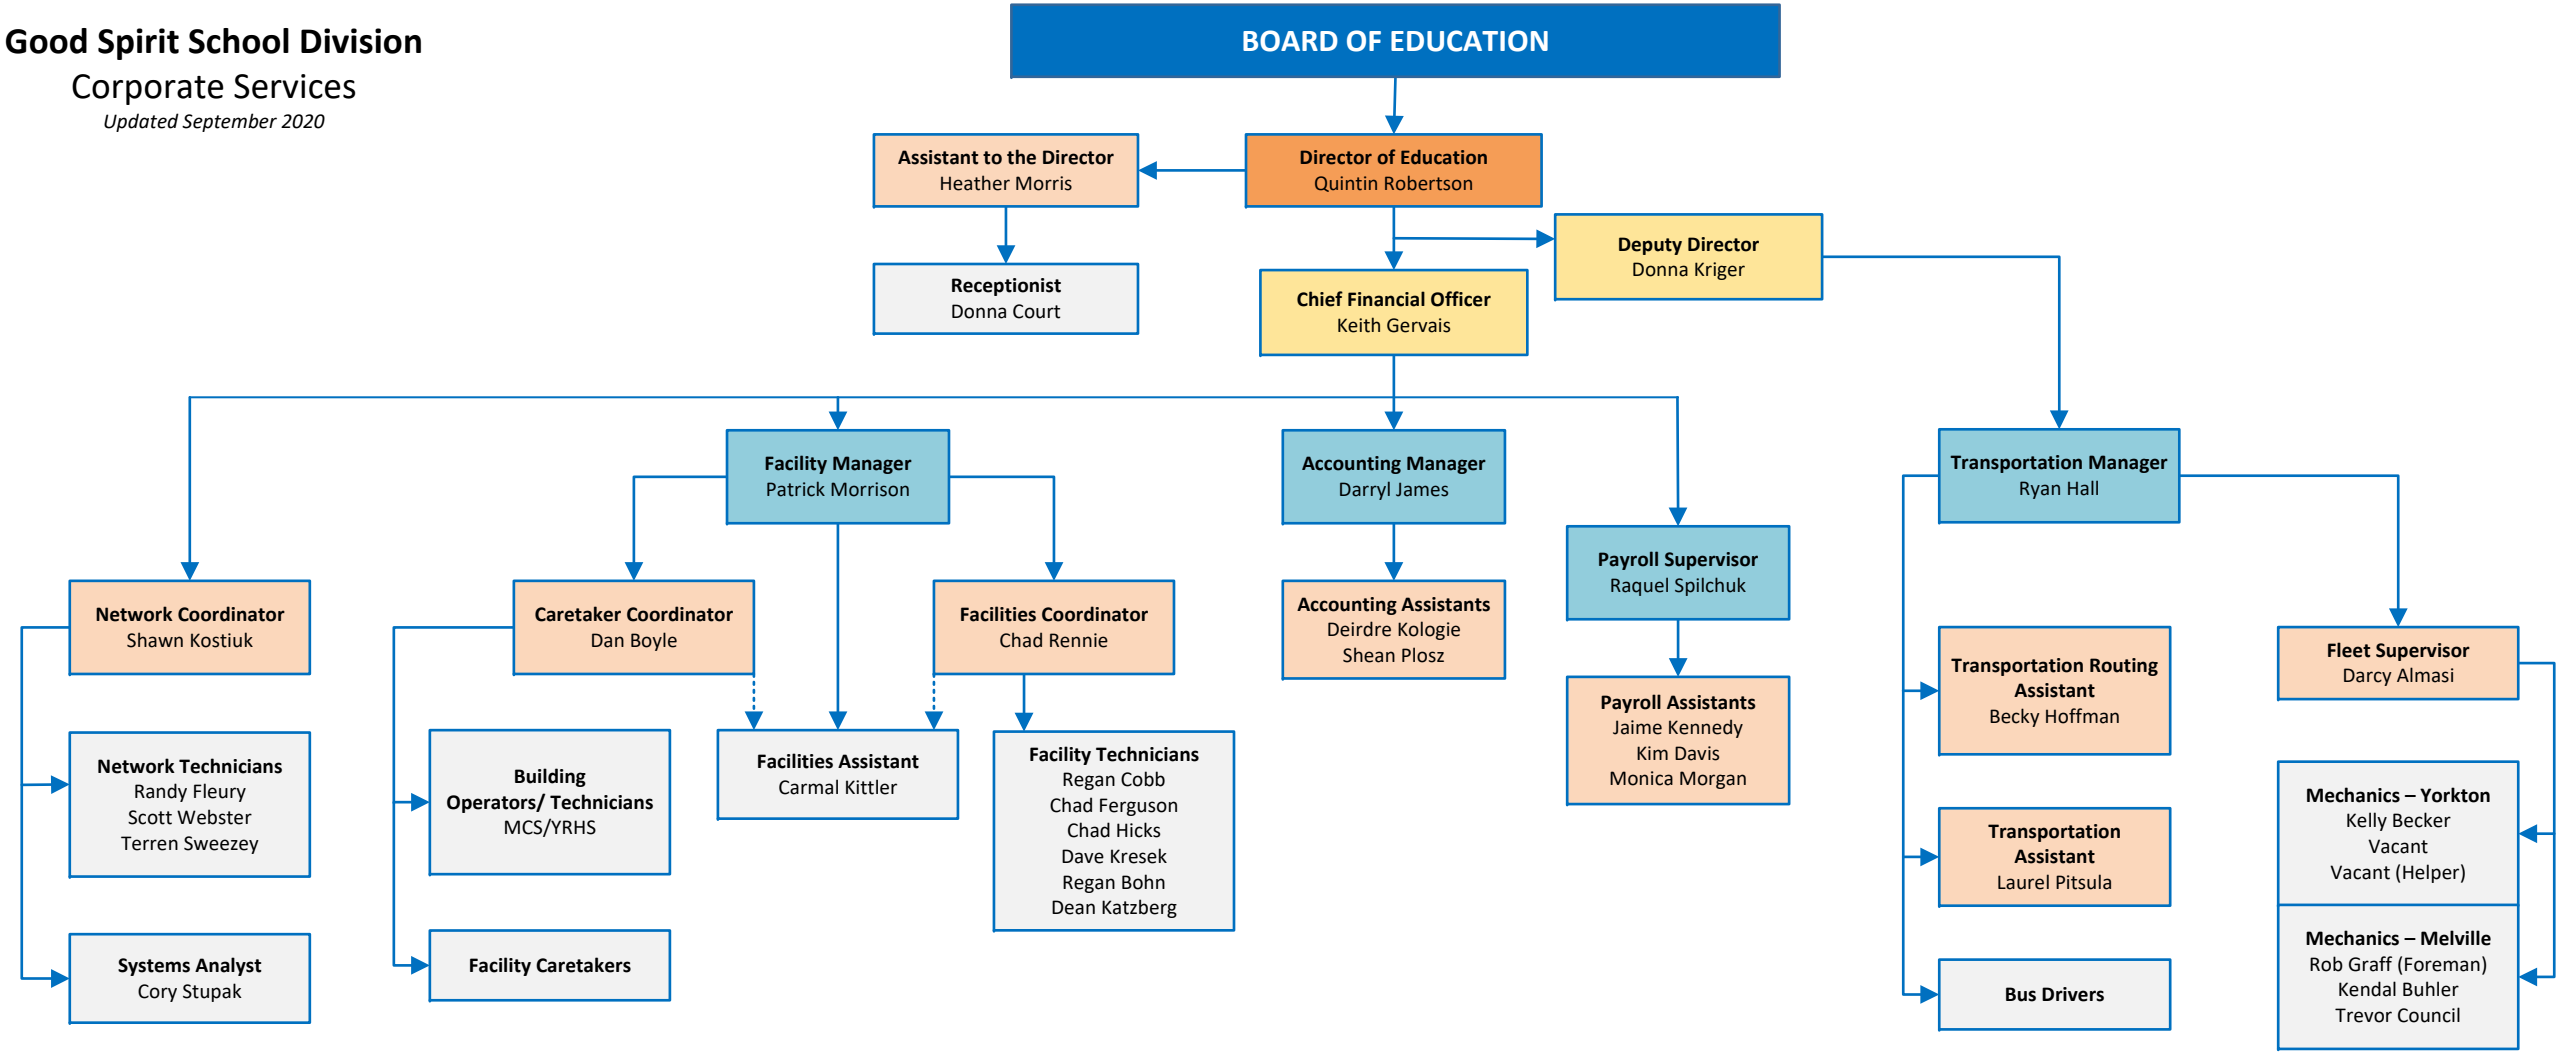 Good Spirit School Division
Corporate Services
Updated September 2020
BOARD OF EDUCATION
Assistant to the Director
Heather Morris
Director of Education
Quintin Robertson
Receptionist
Donna Court
Deputy Director
Donna Kriger
Chief Financial Officer
Keith Gervais
Facility Manager
Patrick Morrison
Accounting Manager
Darryl James
Transportation Manager
Ryan Hall
Payroll Supervisor
Raquel Spilchuk
Network Coordinator
Shawn Kostiuk
Caretaker Coordinator
Dan Boyle
Facilities Coordinator
Chad Rennie
Accounting Assistants
Deirdre Kologie
Shean Plosz
Transportation Routing
Assistant
Becky Hoffman
Fleet Supervisor
Darcy Almasi
Payroll Assistants
Jaime Kennedy
Kim Davis
Monica Morgan
Network Technicians
Randy Fleury
Scott Webster
Terren Sweezey
Building
Operators/ Technicians
MCS/YRHS
Facilities Assistant
Carmal Kittler
Facility Technicians
Regan Cobb
Chad Ferguson
Chad Hicks
Dave Kresek
Regan Bohn
Dean Katzberg
Mechanics – Yorkton
Kelly Becker
Vacant
Vacant (Helper)
Transportation
Assistant
Laurel Pitsula
Systems Analyst
Cory Stupak
Facility Caretakers
Bus Drivers
Mechanics – Melville
Rob Graff (Foreman)
Kendal Buhler
Trevor Council